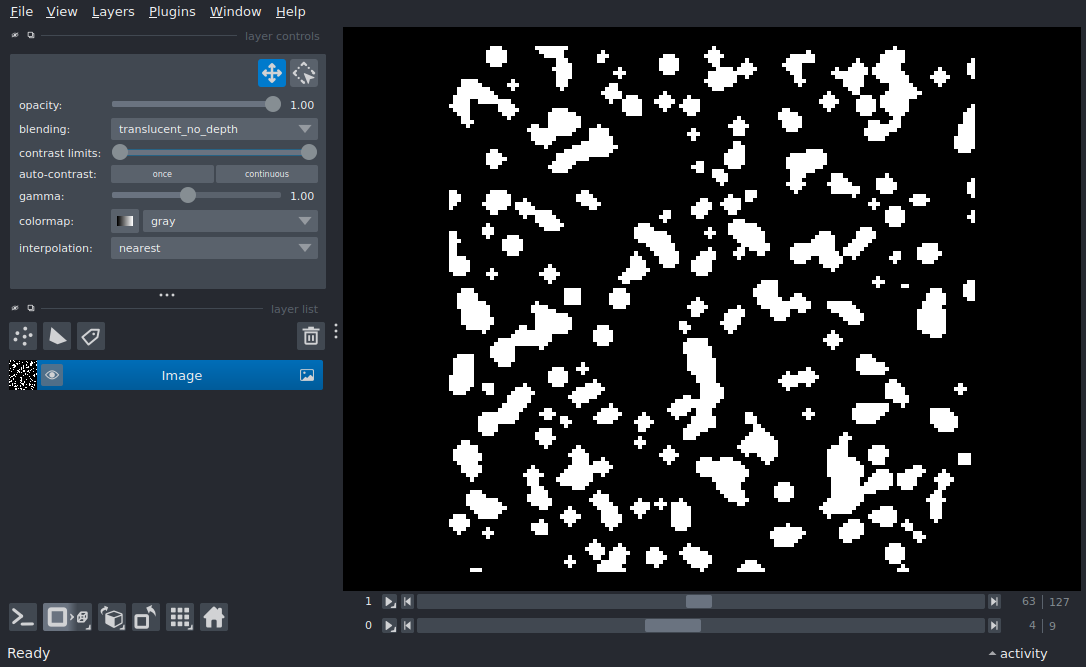 File View Layers Plugins Window Help
layer controls
opacity: 1.00
blending: translucent_no_depth
contrast limits:
auto-contrast: once continuous
gamma: 1.00
colormap: gray
interpolation: nearest
layer list
Image
1 63 127
0 4 9
Ready activity